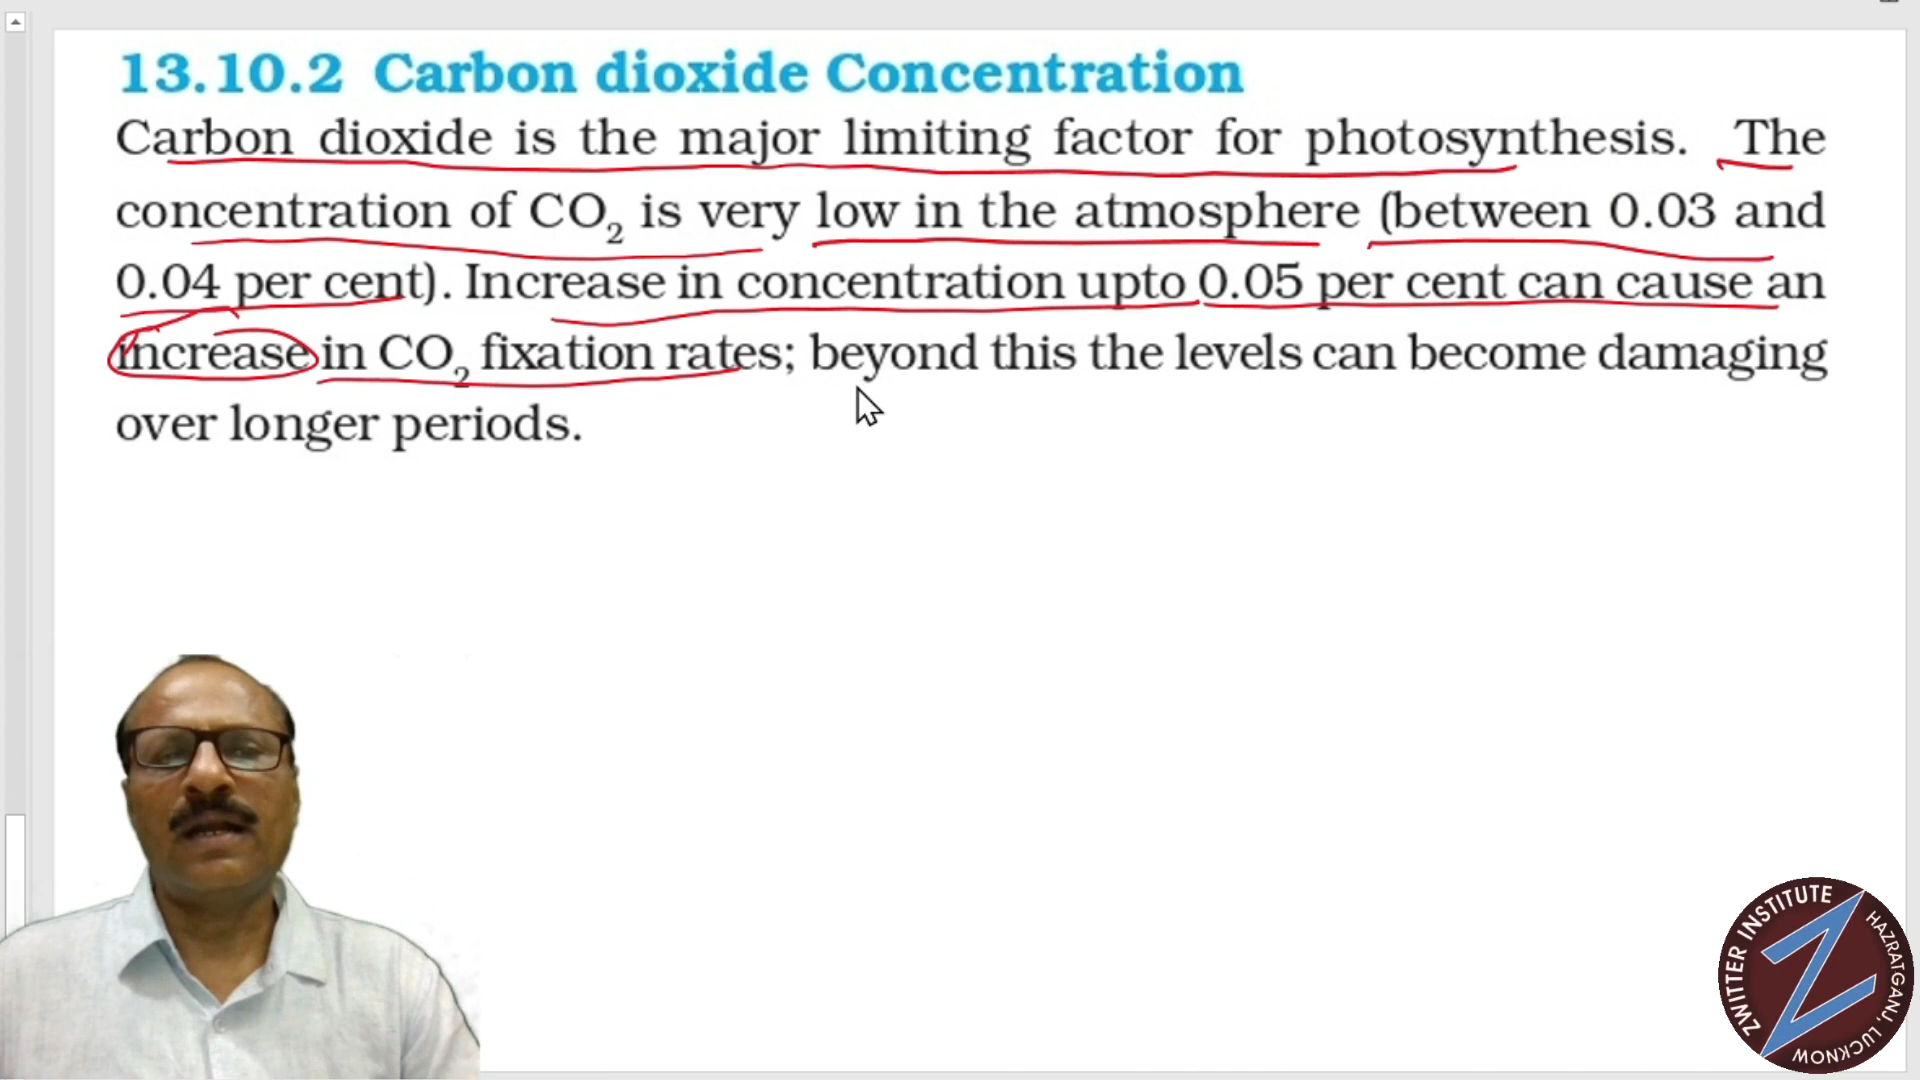 13.10.2 Carbon dioxide Concentration
Carbon dioxide is the major limiting factor for photosynthesis. The
concentration of CO₂ is very low in the atmosphere (between 0.03 and
0.04 per cent). Increase in concentration upto 0.05 per cent can cause an
increase in CO₂ fixation rates; beyond this the levels can become damaging
over longer periods.
ZWITTER INSTITUTE
HAZRATGANJ, LUCKNOW
Z